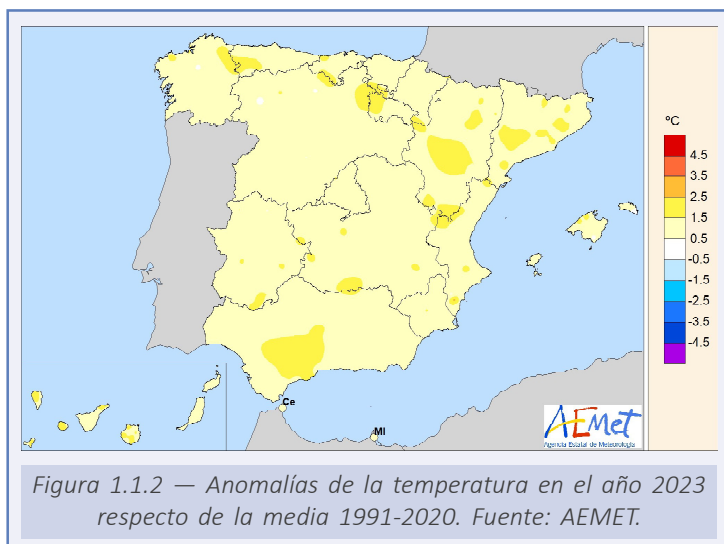 ºC
4.5
3.5
2.5
1.5
0.5
-0.5
-1.5
-2.5
-3.5
-4.5
Ce
Ml
AEMet
Agencia Estatal de Meteorología
Figura 1.1.2 — Anomalías de la temperatura en el año 2023
respecto de la media 1991-2020. Fuente: AEMET.